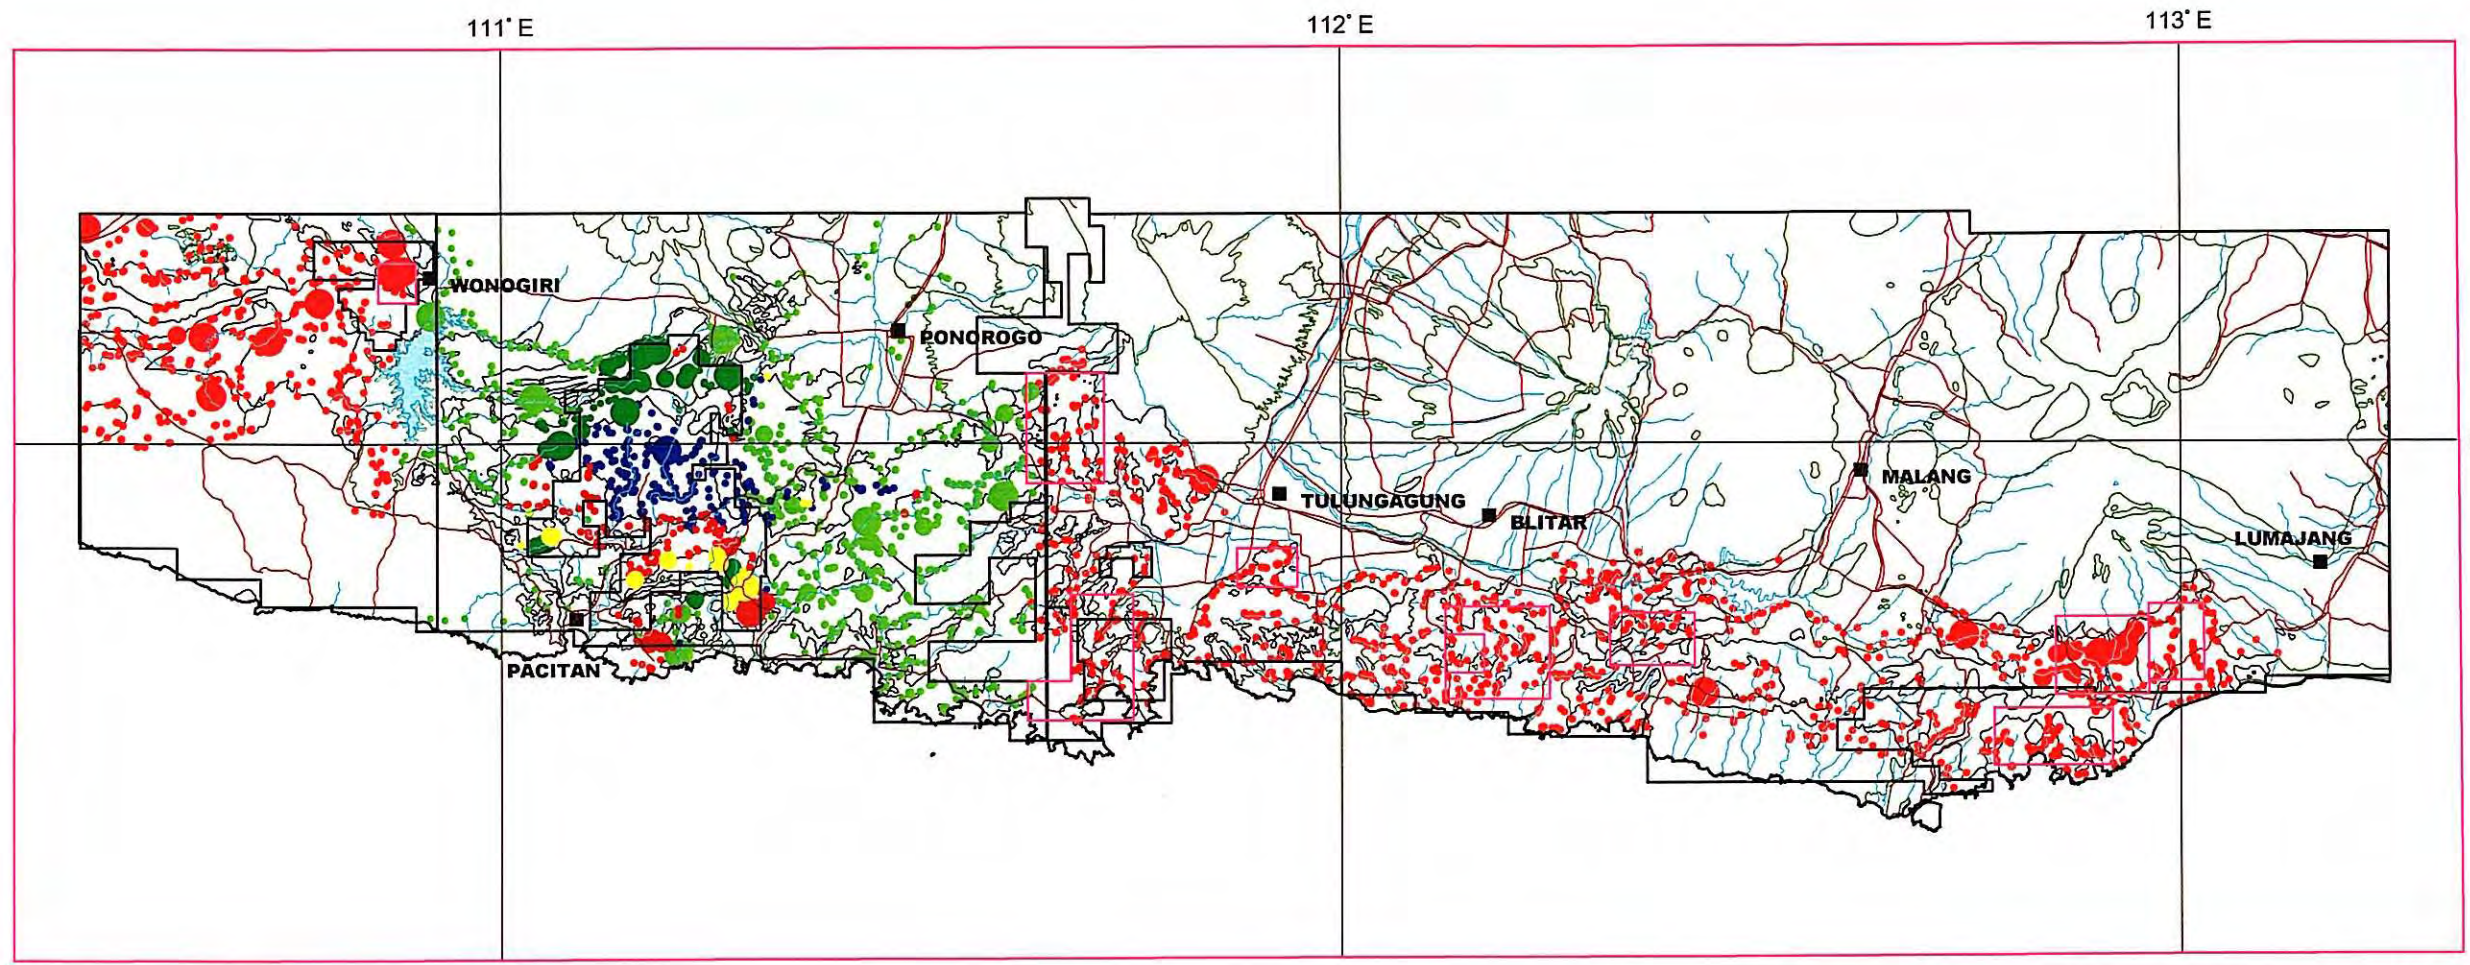 111° E
112° E
113° E
WONOGIRI
PONOROGO
MALANG
TULUNGAGUNG
BLITAR
LUMAJANG
PACITAN